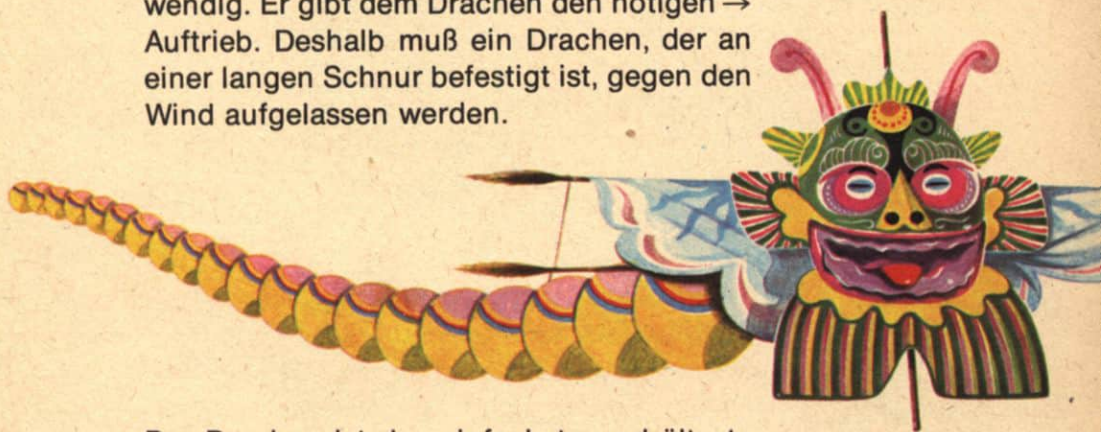 wendig. Er gibt dem Drachen den nötigen →
Auftrieb. Deshalb muß ein Drachen, der an
einer langen Schnur befestigt ist, gegen den
Wind aufgelassen werden.